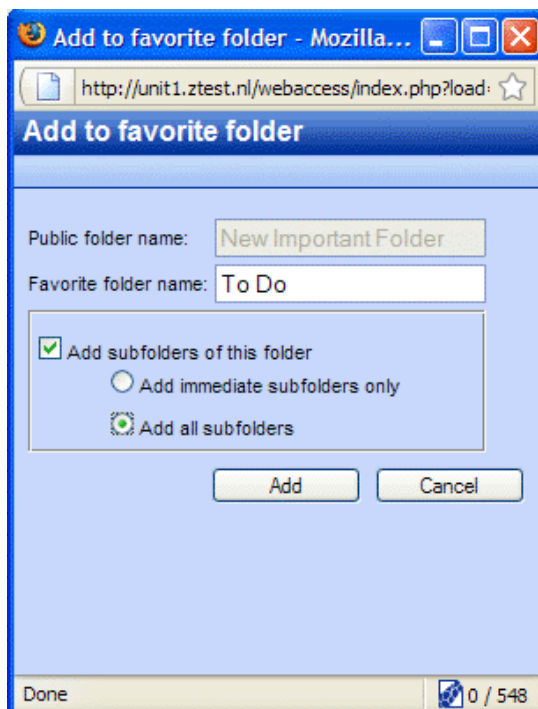 Add to favorite folder - Mozilla...
http://unit1.ztest.nl/webaccess/index.php?load=
Add to favorite folder
Public folder name: New Important Folder
Favorite folder name: To Do
Add subfolders of this folder
Add immediate subfolders only
Add all subfolders
Add Cancel
Done 0 / 548